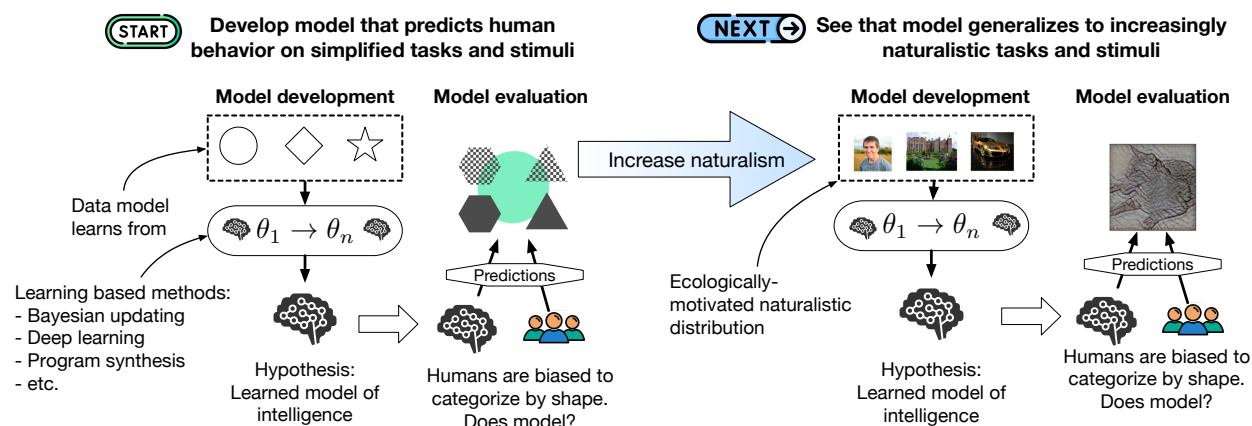 START
Develop model that predicts human
behavior on simplified tasks and stimuli
NEXT
See that model generalizes to increasingly
naturalistic tasks and stimuli
Model development
Model evaluation
Data model
learns from
θ1 → θn
Learning based methods:
- Bayesian updating
- Deep learning
- Program synthesis
- etc.
Hypothesis:
Learned model of
intelligence
Predictions
Humans are biased to
categorize by shape.
Does model?
Increase naturalism
Model development
Model evaluation
θ1 → θn
Ecologically-
motivated naturalistic
distribution
Hypothesis:
Learned model of
intelligence
Predictions
Humans are biased to
categorize by shape.
Does model?